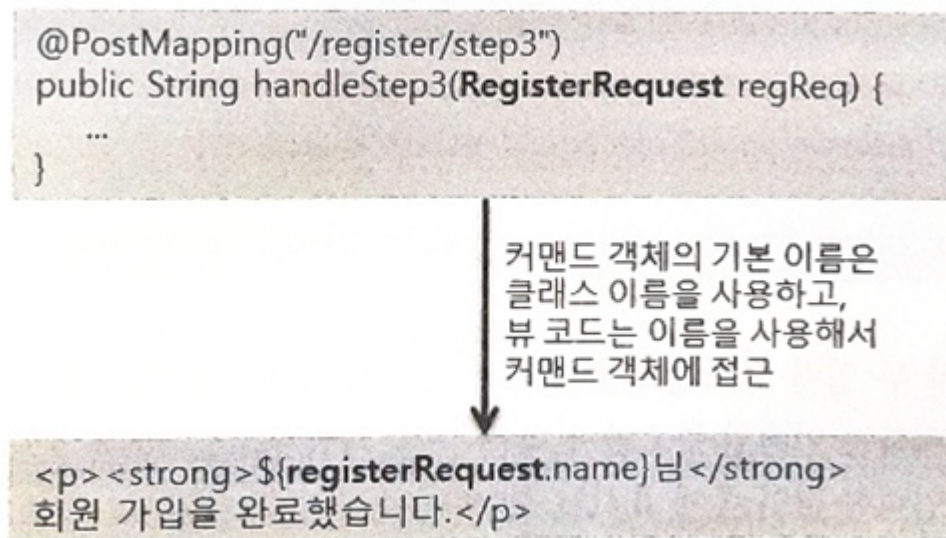 @PostMapping("/register/step3")
public String handleStep3(RegisterRequest regReq) {
...
}
커맨드 객체의 기본 이름은
클래스 이름을 사용하고,
뷰 코드는 이름을 사용해서
커맨드 객체에 접근
<p><strong>${registerRequest.name}님</strong>
회원 가입을 완료했습니다.</p>